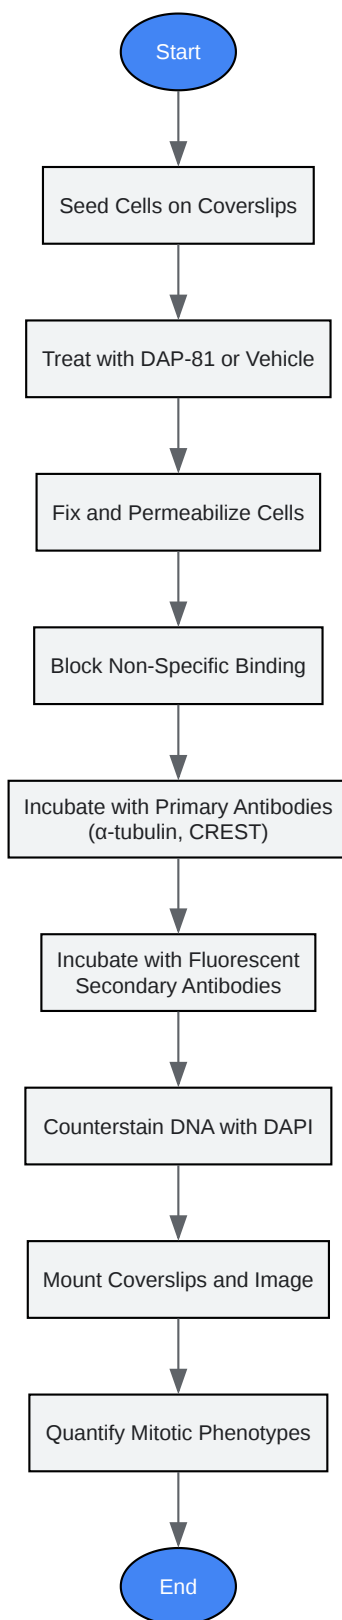 Start
Seed Cells on Coverslips
Treat with DAP-81 or Vehicle
Fix and Permeabilize Cells
Block Non-Specific Binding
Incubate with Primary Antibodies
(α-tubulin, CREST)
Incubate with Fluorescent
Secondary Antibodies
Counterstain DNA with DAPI
Mount Coverslips and Image
Quantify Mitotic Phenotypes
End